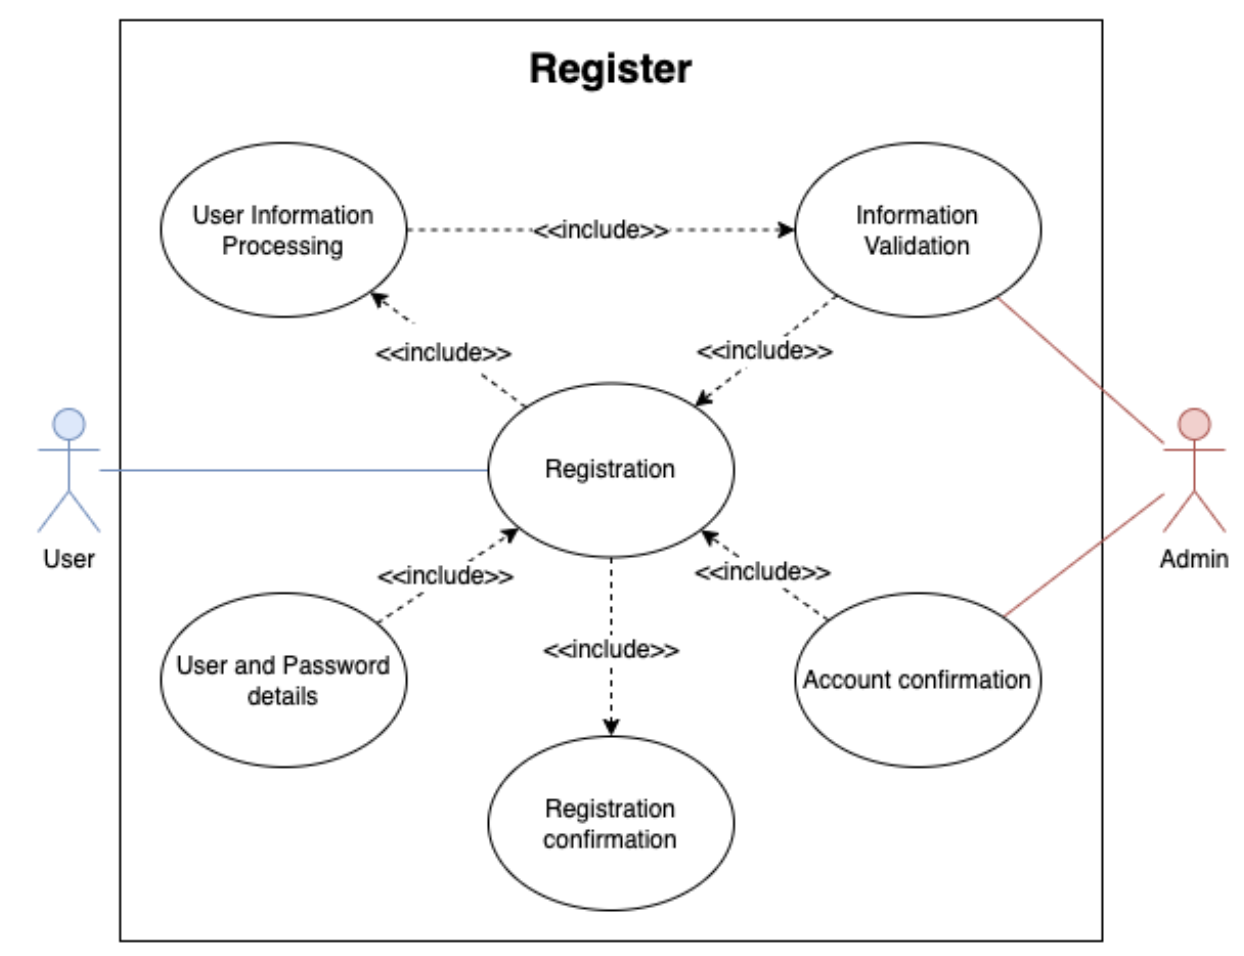 Register
User Information
Processing
<<include>>
Information
Validation
<<include>>
<<include>>
Registration
User
Admin
<<include>>
<<include>>
User and Password
details
<<include>>
Account confirmation
Registration
confirmation